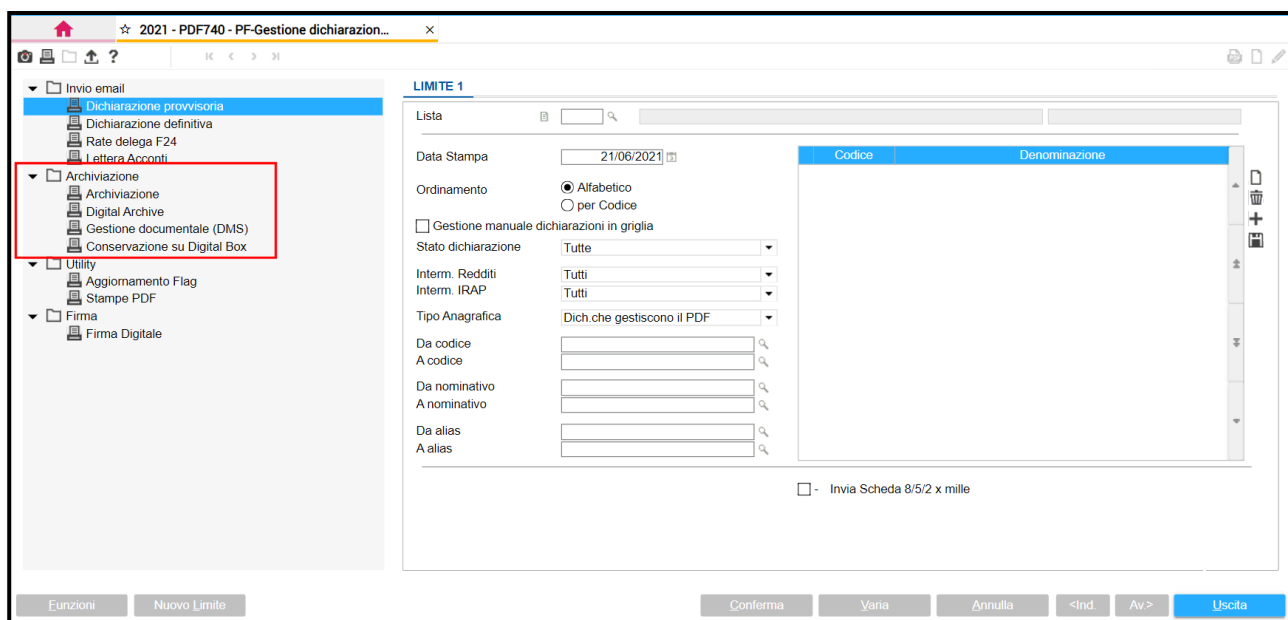 ☆ 2021 - PDF740 - PF-Gestione dichiarazion... ×
?
Invio email
Dichiarazione provvisoria
Dichiarazione definitiva
Rate delega F24
Lettera Acconti
Archiviazione
Archiviazione
Digital Archive
Gestione documentale (DMS)
Conservazione su Digital Box
Utility
Aggiornamento Flag
Stampe PDF
Firma
Firma Digitale
LIMITE 1
Lista
Data Stampa 21/06/2021
Ordinamento Alfabetico
per Codice
Gestione manuale dichiarazioni in griglia
Stato dichiarazione Tutte
Interm. Redditi Tutti
Interm. IRAP Tutti
Tipo Anagrafica Dich.che gestiscono il PDF
Da codice
A codice
Da nominativo
A nominativo
Da alias
A alias
Codice Denominazione
- Invia Scheda 8/5/2 x mille
Funzioni Nuovo Limite Conferma Varia Annulla <Ind. Av.> Uscita